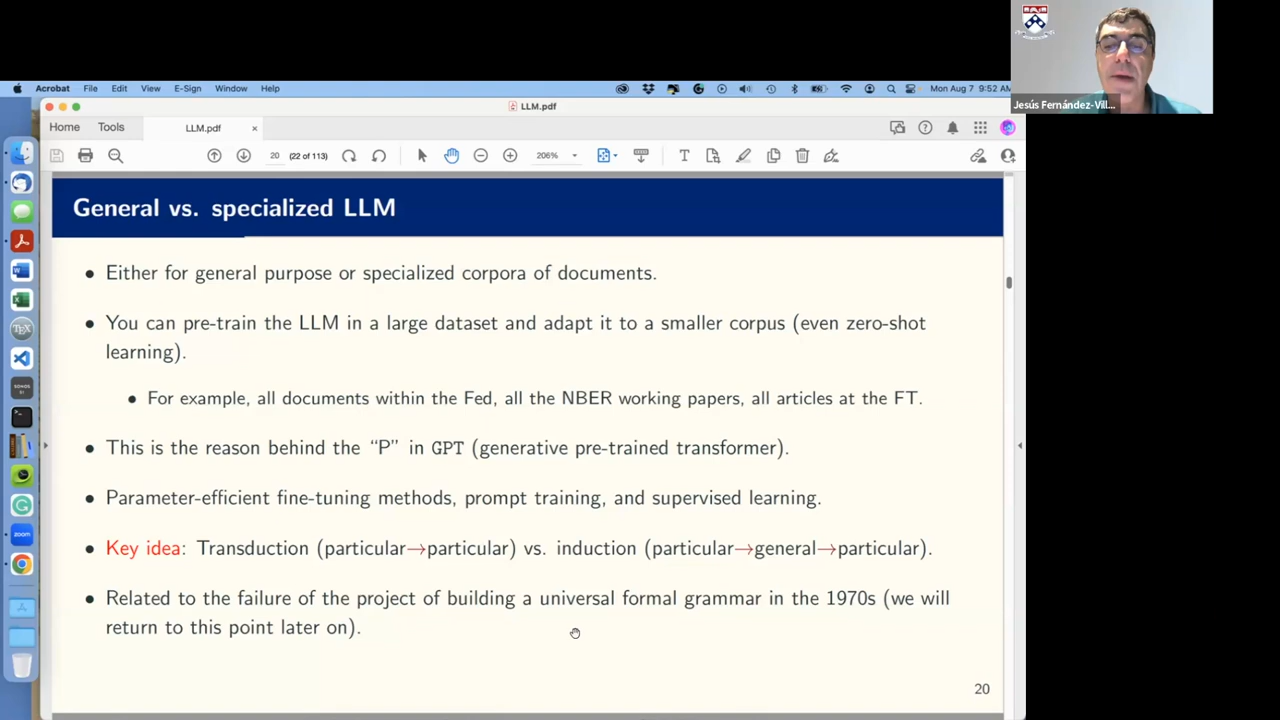 Jesús Fernández-Vill...
Acrobat File Edit View E-Sign Window Help Mon Aug 7 9:52 AM
LLM.pdf
Home Tools LLM.pdf ×
20 (22 of 113) 206%
General vs. specialized LLM
• Either for general purpose or specialized corpora of documents.
• You can pre-train the LLM in a large dataset and adapt it to a smaller corpus (even zero-shot
learning).
• For example, all documents within the Fed, all the NBER working papers, all articles at the FT.
• This is the reason behind the “P” in GPT (generative pre-trained transformer).
• Parameter-efficient fine-tuning methods, prompt training, and supervised learning.
• Key idea: Transduction (particular→particular) vs. induction (particular→general→particular).
• Related to the failure of the project of building a universal formal grammar in the 1970s (we will
return to this point later on).
20
TEX
zoom